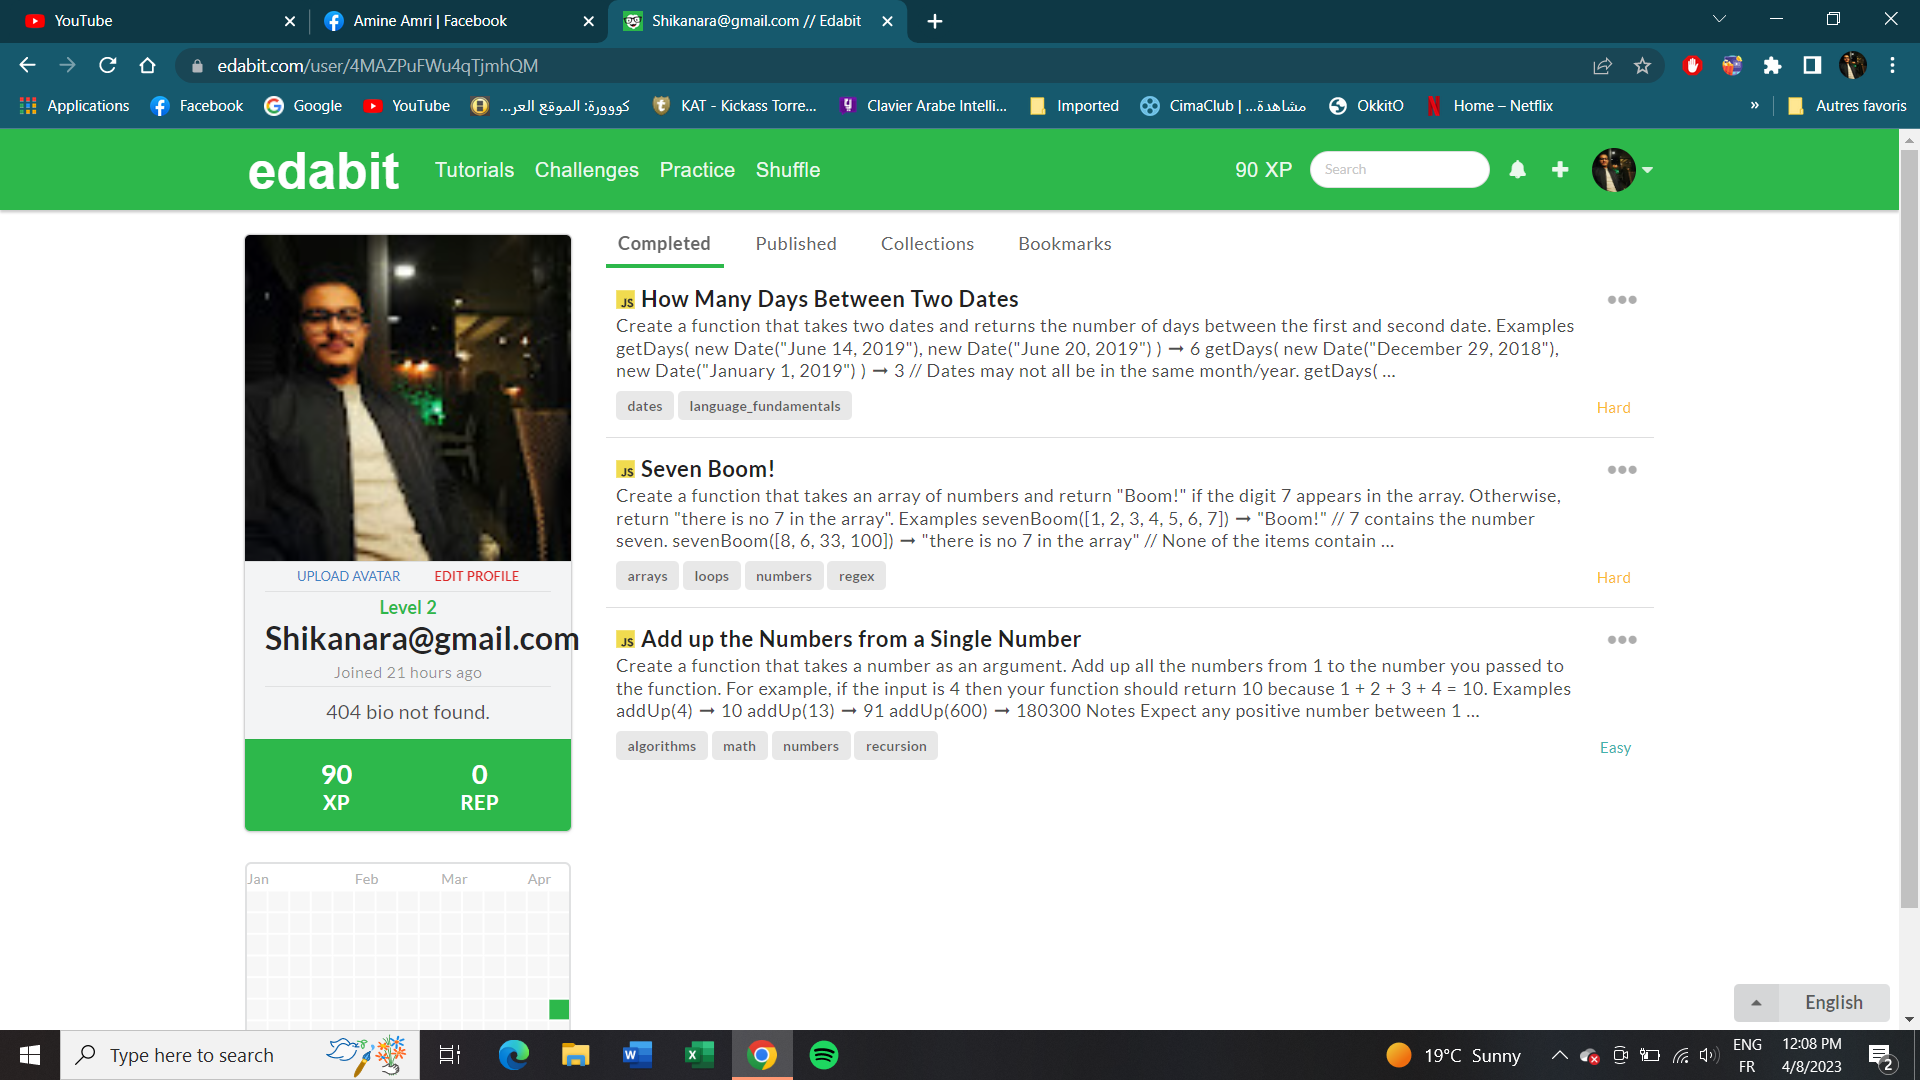 YouTube
Amine Amri | Facebook
Shikanara@gmail.com // Edabit
edabit.com/user/4MAZPuFWu4qTjmhQM
Applications
Facebook
Google
YouTube
كووورة: الموقع العر...
KAT - Kickass Torre...
Clavier Arabe Intelli...
Imported
CimaClub | مشاهدة...
OkkitO
Home – Netflix
»
Autres favoris
edabit
Tutorials
Challenges
Practice
Shuffle
90 XP
Search
UPLOAD AVATAR
EDIT PROFILE
Level 2
Shikanara@gmail.com
Joined 21 hours ago
404 bio not found.
90
XP
0
REP
Jan
Feb
Mar
Apr
Completed
Published
Collections
Bookmarks
JS How Many Days Between Two Dates
Create a function that takes two dates and returns the number of days between the first and second date. Examples
getDays( new Date("June 14, 2019"), new Date("June 20, 2019") ) ➞ 6 getDays( new Date("December 29, 2018"),
new Date("January 1, 2019") ) ➞ 3 // Dates may not all be in the same month/year. getDays( ...
dates
language_fundamentals
Hard
JS Seven Boom!
Create a function that takes an array of numbers and return "Boom!" if the digit 7 appears in the array. Otherwise,
return "there is no 7 in the array". Examples sevenBoom([1, 2, 3, 4, 5, 6, 7]) ➞ "Boom!" // 7 contains the number
seven. sevenBoom([8, 6, 33, 100]) ➞ "there is no 7 in the array" // None of the items contain ...
arrays
loops
numbers
regex
Hard
JS Add up the Numbers from a Single Number
Create a function that takes a number as an argument. Add up all the numbers from 1 to the number you passed to
the function. For example, if the input is 4 then your function should return 10 because 1 + 2 + 3 + 4 = 10. Examples
addUp(4) ➞ 10 addUp(13) ➞ 91 addUp(600) ➞ 180300 Notes Expect any positive number between 1 ...
algorithms
math
numbers
recursion
Easy
English
Type here to search
19°C Sunny
ENG
FR
12:08 PM
4/8/2023
2